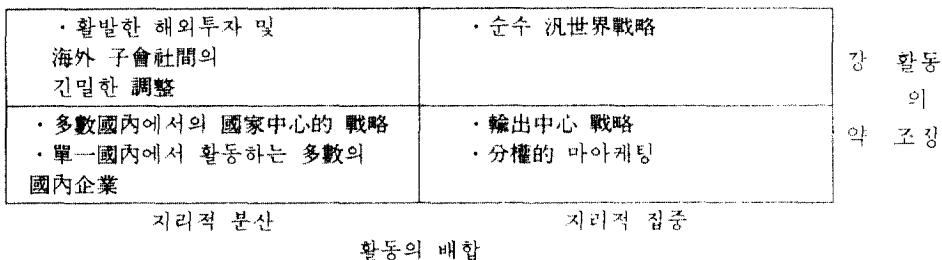 · 활발한 해외투자 및
海外 子會社間의
긴밀한 調整
· 순수 汎世界戰略
강 활동
의
약 조정
· 多數國內에서의 國家中心的 戰略
· 單一國內에서 활동하는 多數의
國內企業
· 輸出中心 戰略
· 分權的 마아케팅
지리적 분산
지리적 집중
활동의 배합